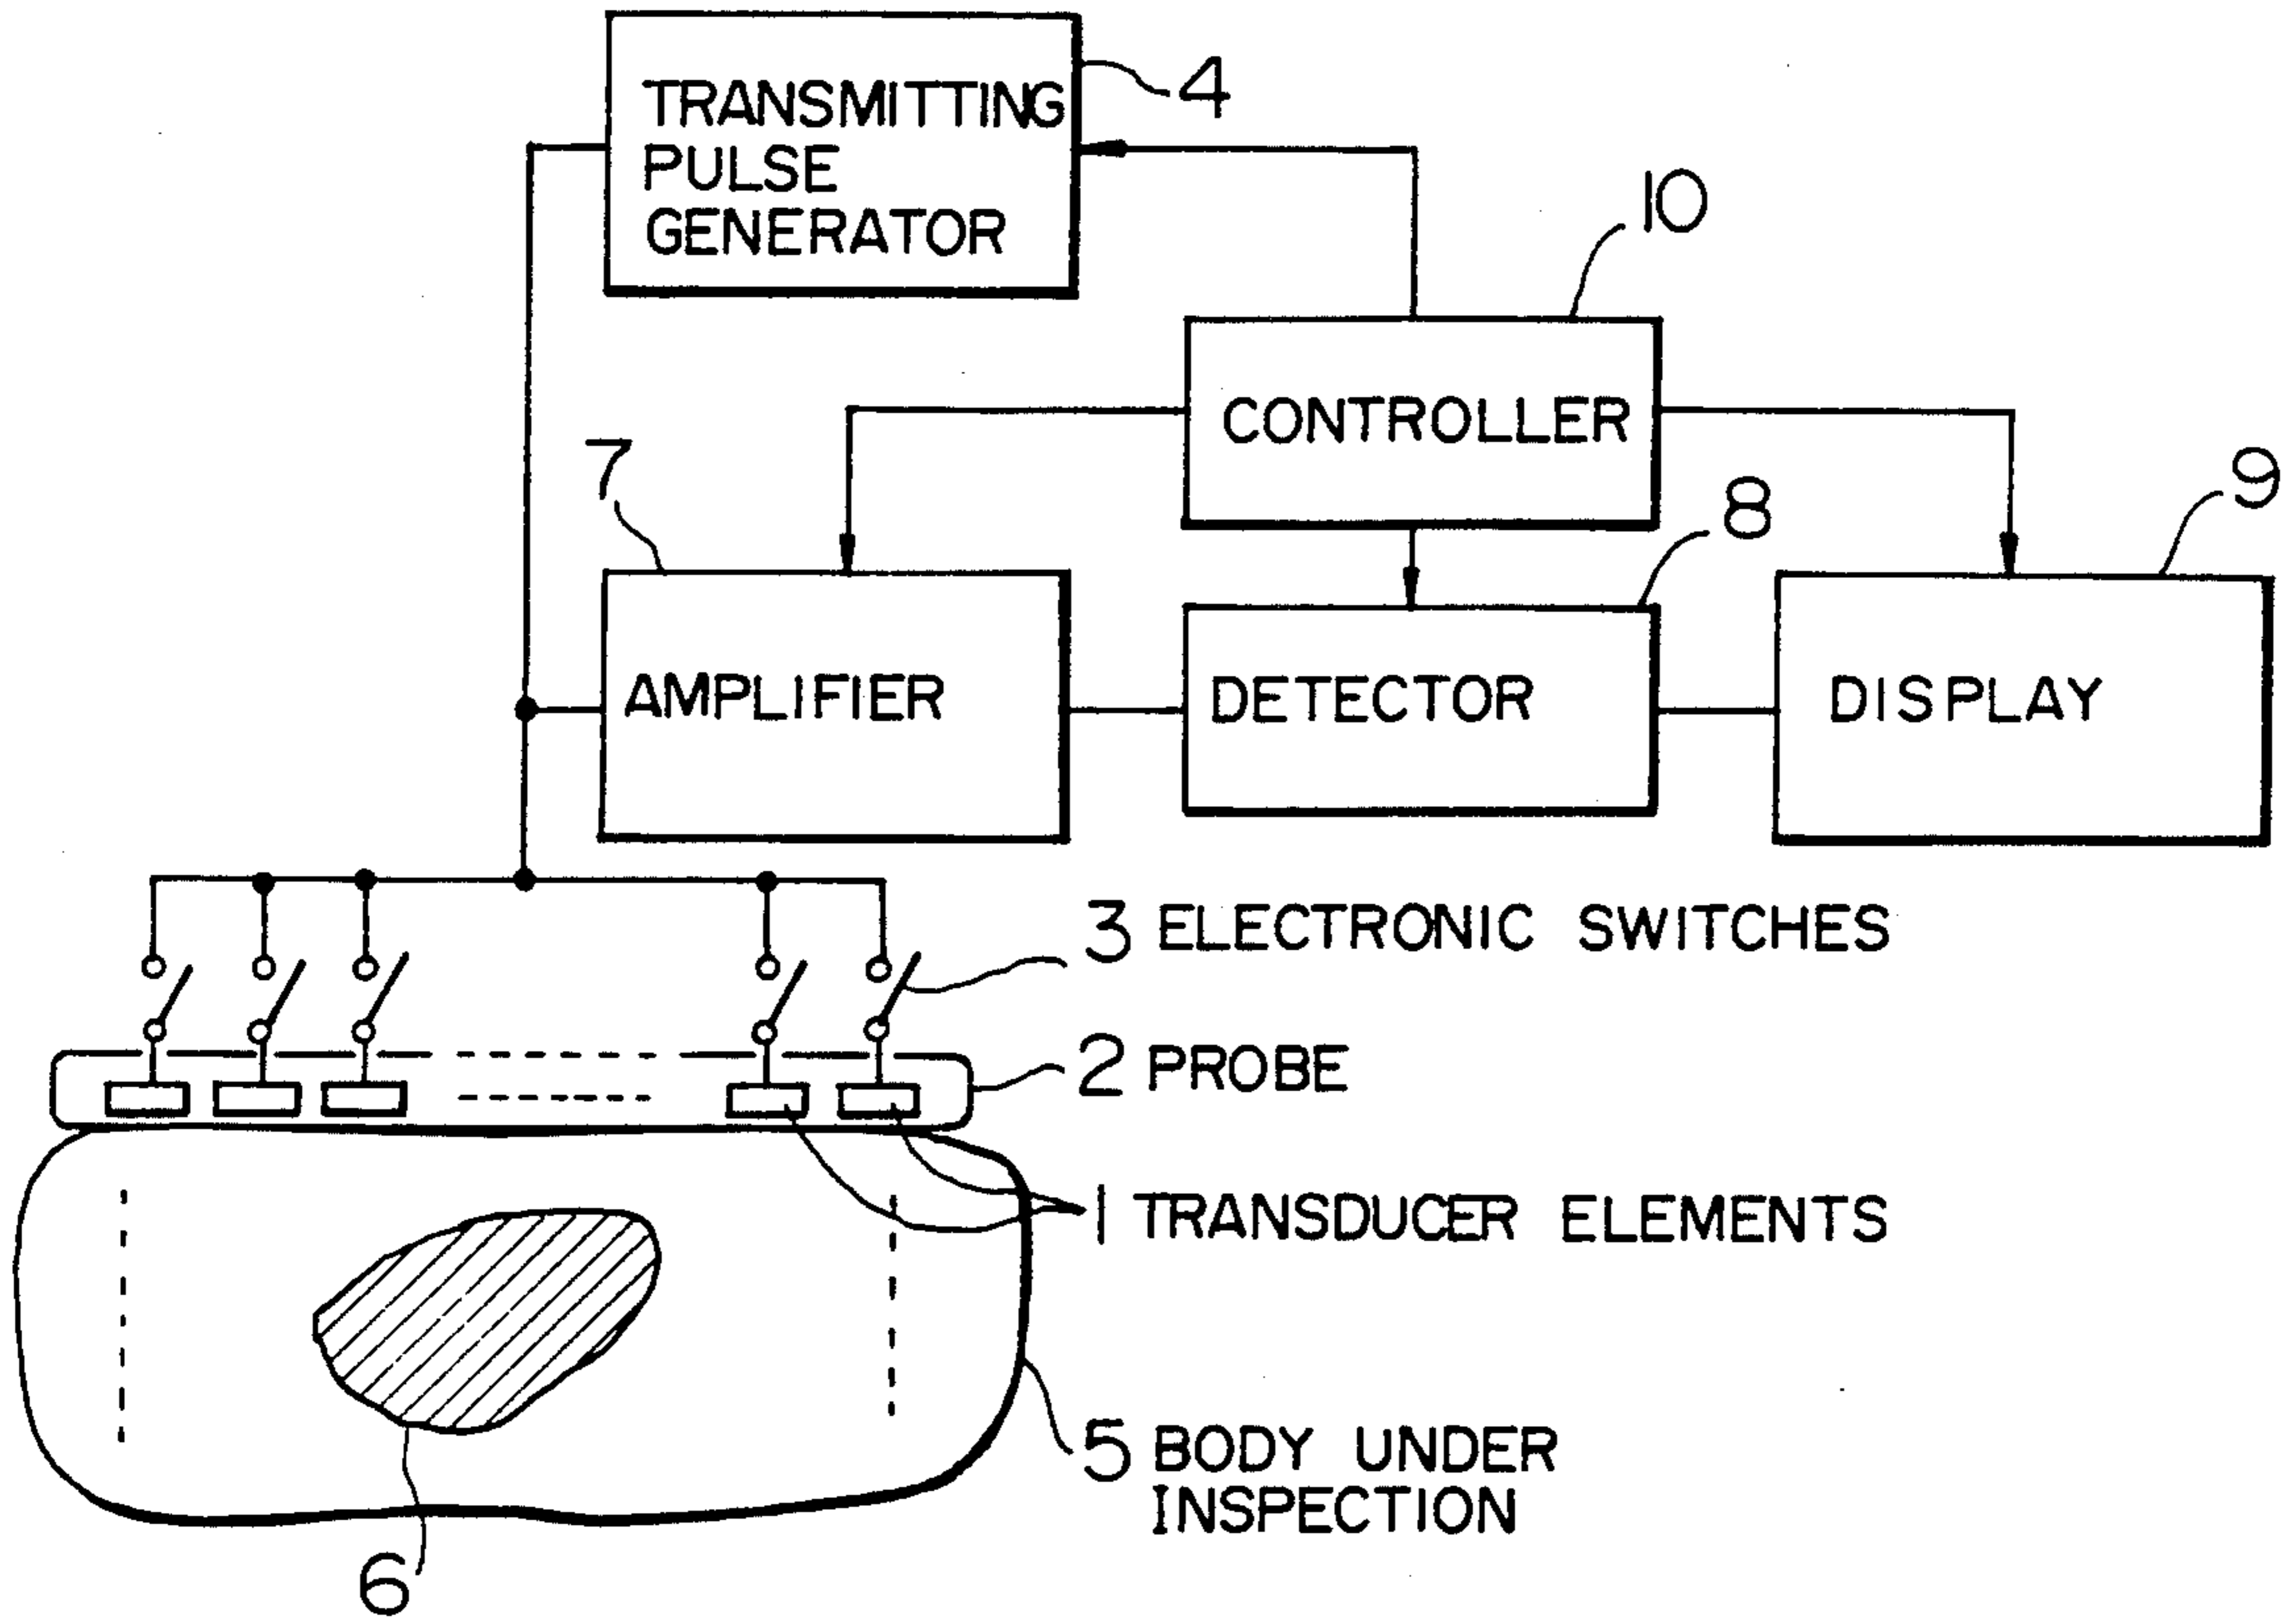 4
TRANSMITTING
PULSE
GENERATOR
10
CONTROLLER
7
8
9
AMPLIFIER
DETECTOR
DISPLAY
3 ELECTRONIC SWITCHES
2 PROBE
1 TRANSDUCER ELEMENTS
5 BODY UNDER
INSPECTION
6